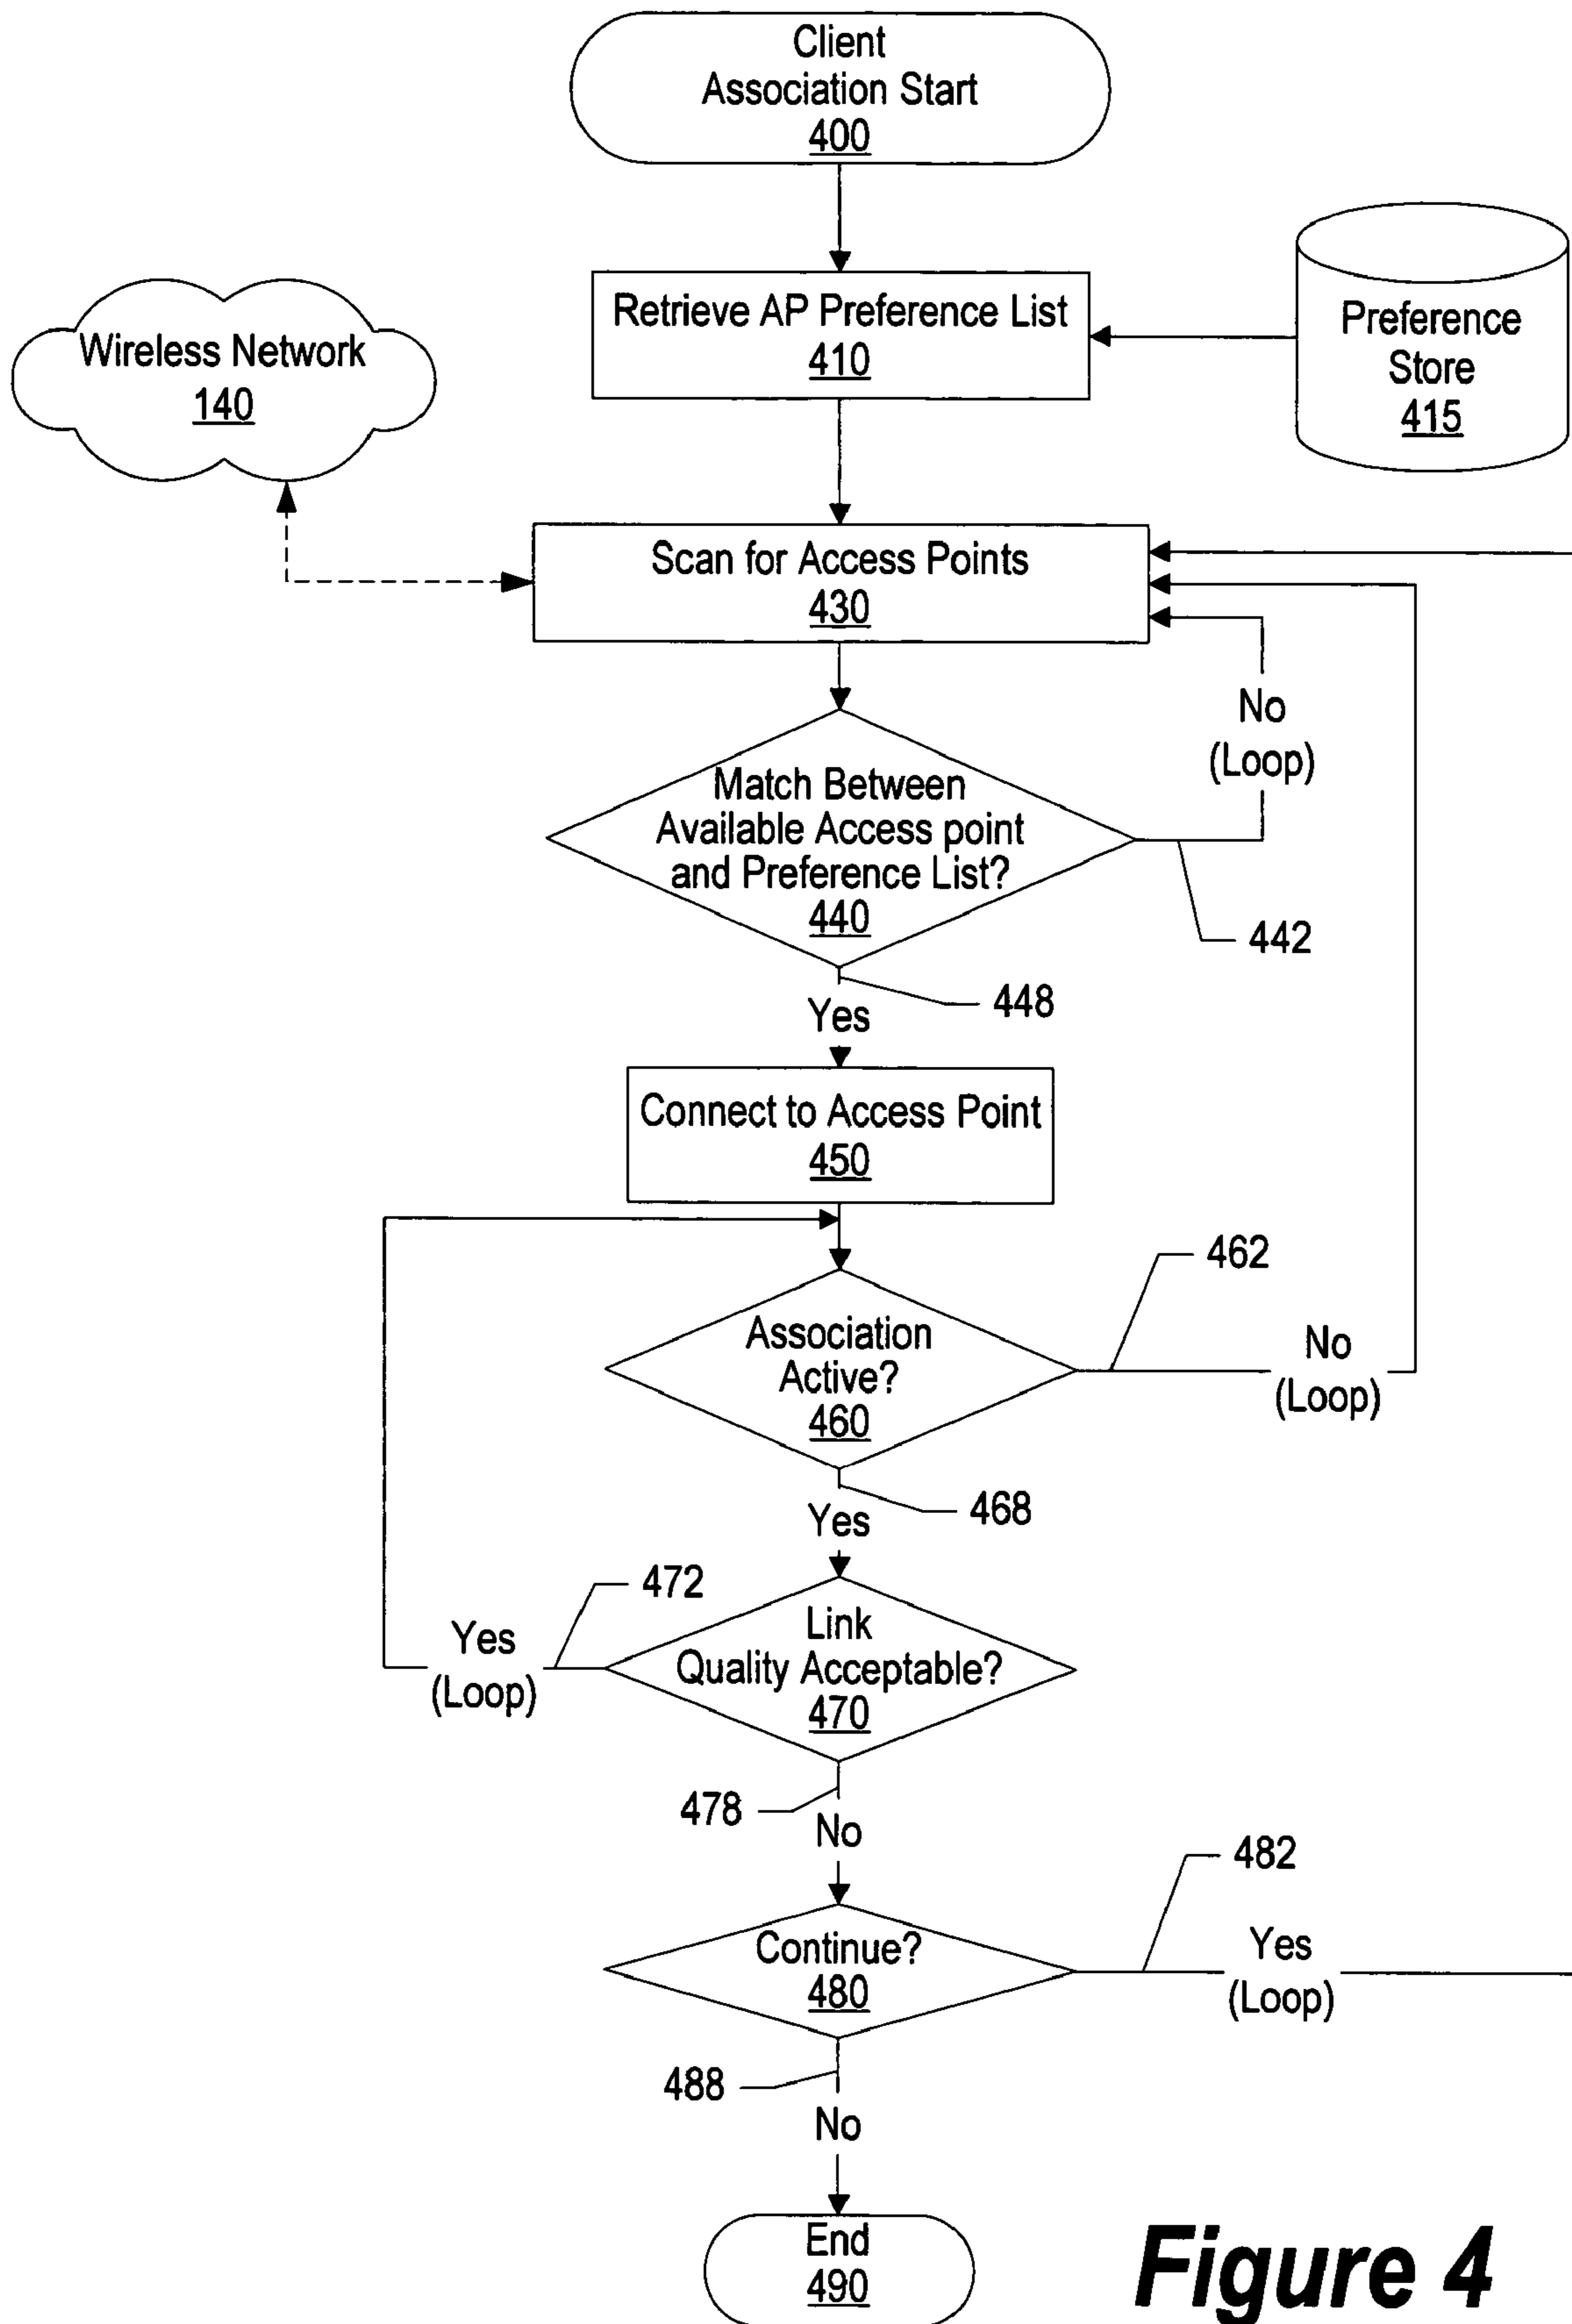 Client
Association Start
400
Retrieve AP Preference List
410
Preference
Store
415
Wireless Network
140
Scan for Access Points
430
No
(Loop)
Match Between
Available Access point
and Preference List?
440
442
448
Yes
Connect to Access Point
450
462
Association
Active?
460
No
(Loop)
468
Yes
472
Link
Quality Acceptable?
470
Yes
(Loop)
478
No
482
Continue?
480
Yes
(Loop)
488
No
End
490
Figure 4